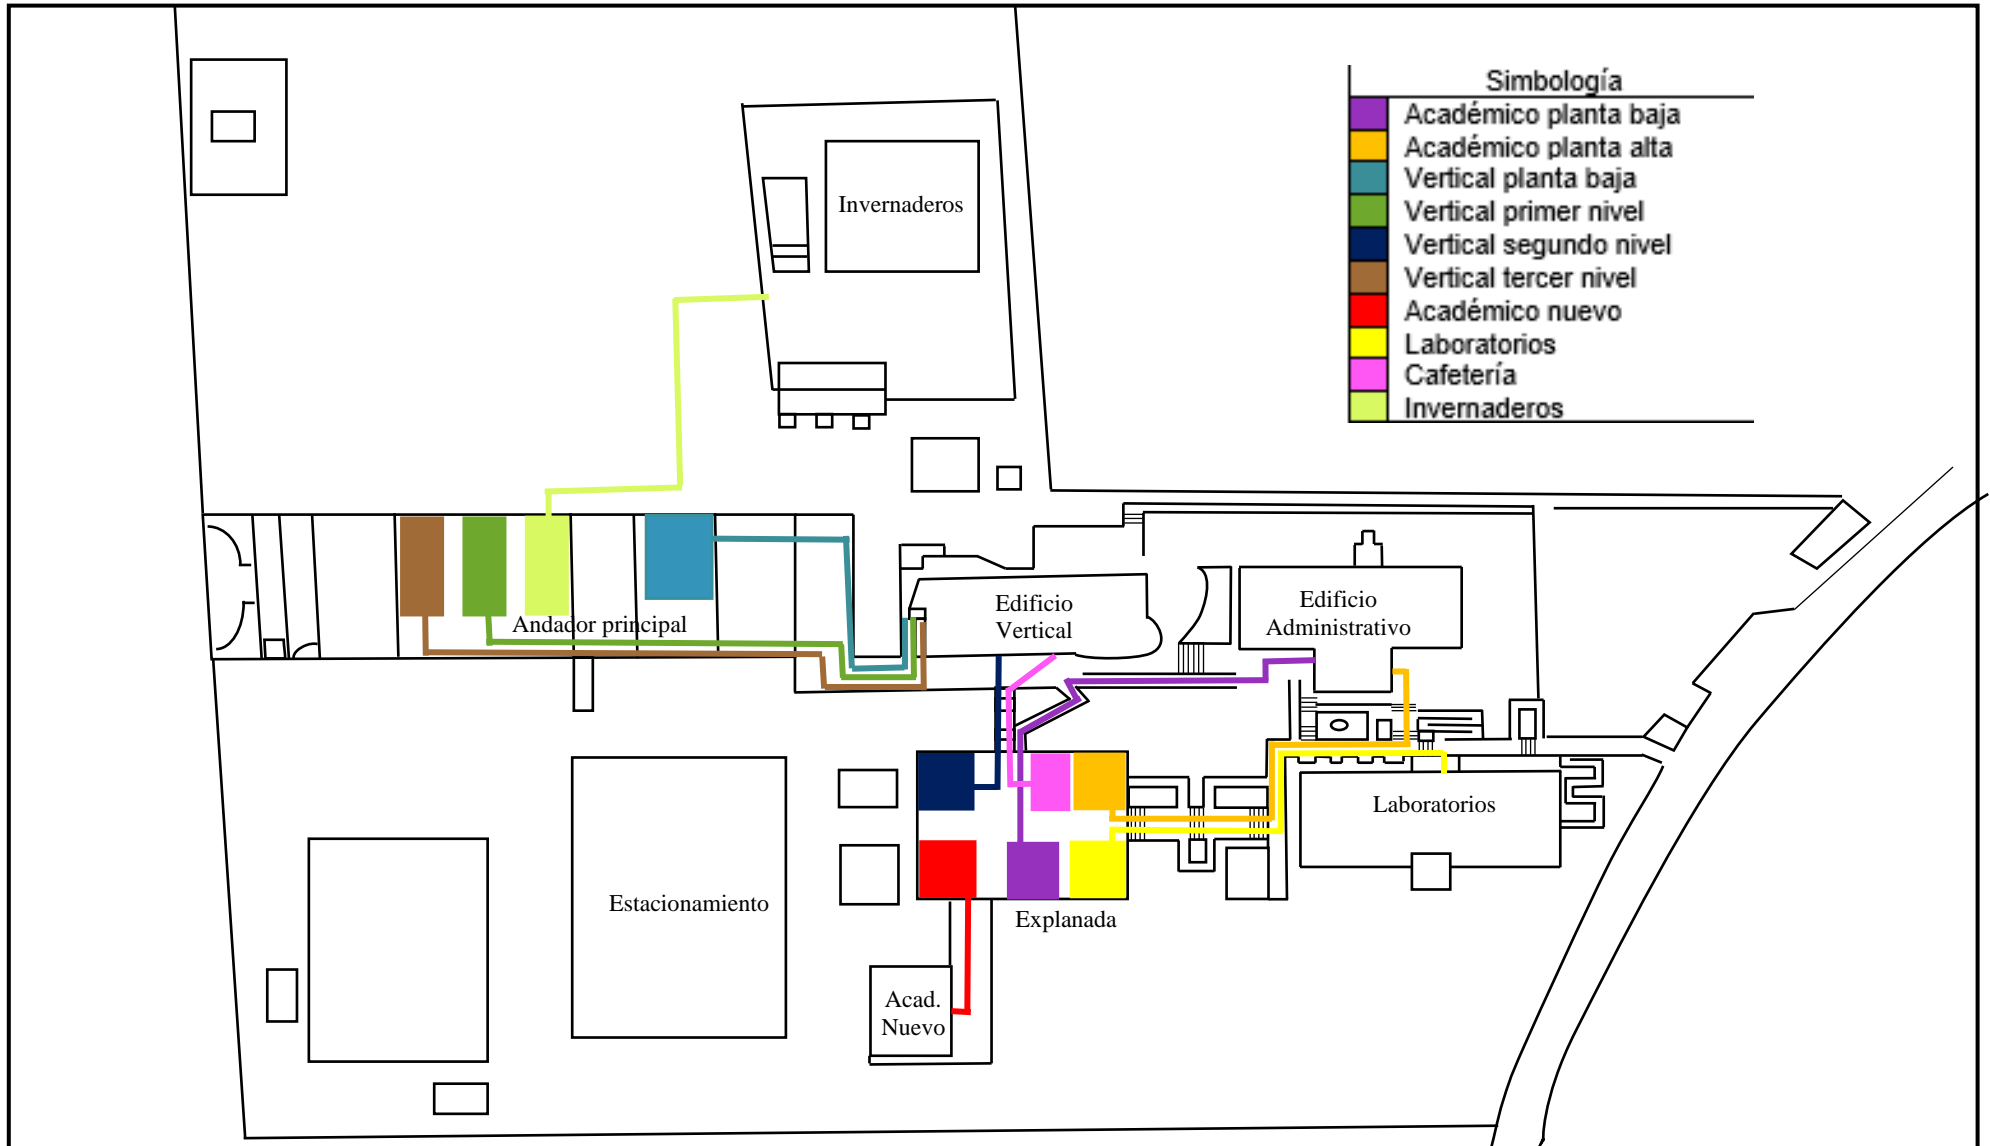 Simbología
Académico planta baja
Académico planta alta
Vertical planta baja
Vertical primer nivel
Vertical segundo nivel
Vertical tercer nivel
Académico nuevo
Laboratorios
Cafetería
Invernaderos
Invernaderos
Andador principal
Edificio
Vertical
Edificio
Administrativo
Laboratorios
Estacionamiento
Explanada
Acad.
Nuevo